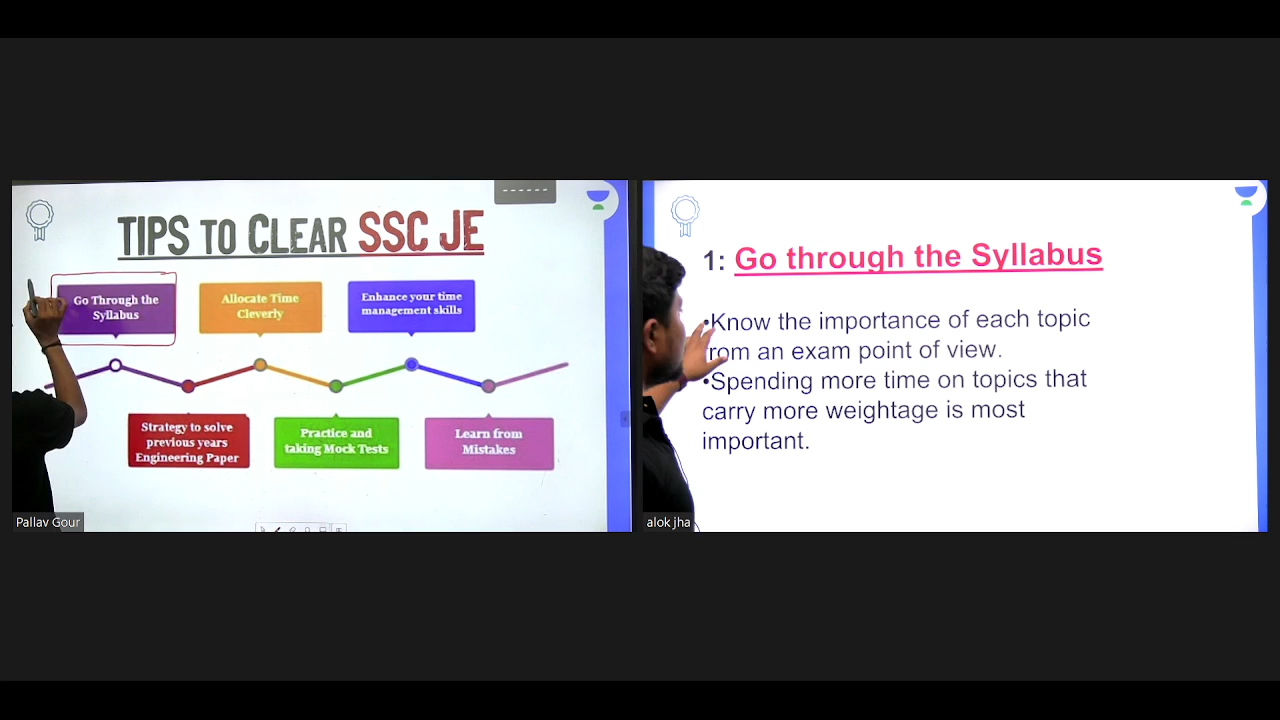 TIPS TO CLEAR SSC JE
Go Through the
Syllabus
Allocate Time
Cleverly
Enhance your time
management skills
Strategy to solve
previous years
Engineering Paper
Practice and
taking Mock Tests
Learn from
Mistakes
Pallav Gour
1: Go through the Syllabus
•Know the importance of each topic
rom an exam point of view.
•Spending more time on topics that
carry more weightage is most
important.
alok jha